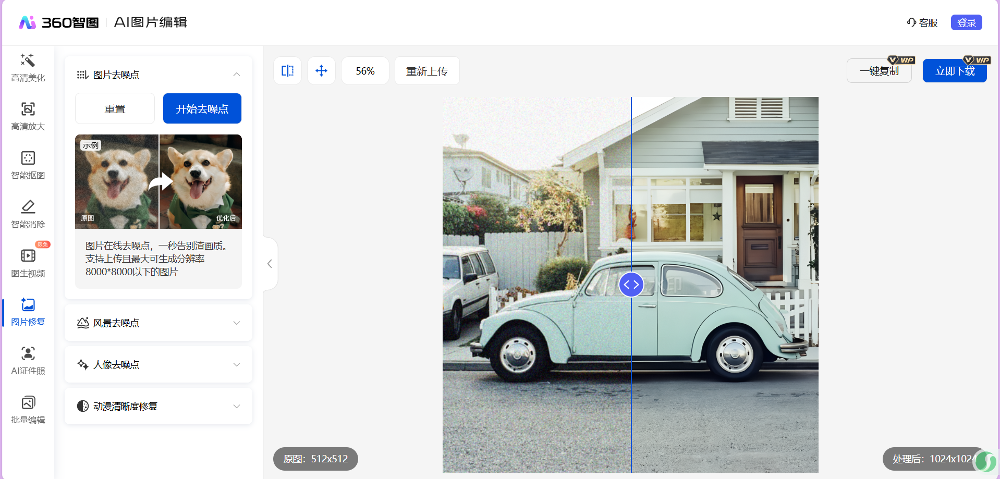 360智图
AI图片编辑
客服
登录
高清美化
高清放大
智能抠图
智能消除
限免
图生视频
图片修复
AI证件照
批量编辑
图片去噪点
重置
开始去噪点
示例
原图
优化后
图片在线去噪点，一秒告别渣画质。
支持上传且最大可生成分辨率
8000*8000以下的图片
风景去噪点
人像去噪点
动漫清晰度修复
56%
重新上传
一键复制
VIP
立即下载
VIP
水印
原图：512x512
处理后：1024x1024